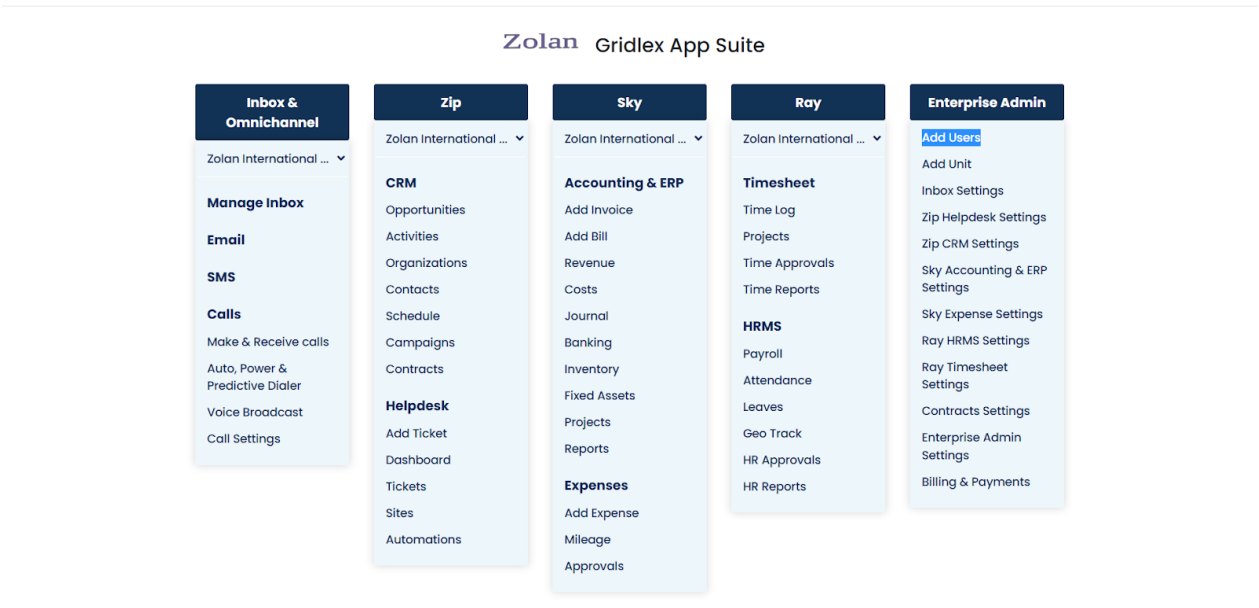 Zolan Gridlex App Suite
Inbox &
Omnichannel
Zolan International ...
Manage Inbox
Email
SMS
Calls
Make & Receive calls
Auto, Power &
Predictive Dialer
Voice Broadcast
Call Settings
Zip
Zolan International ...
CRM
Opportunities
Activities
Organizations
Contacts
Schedule
Campaigns
Contracts
Helpdesk
Add Ticket
Dashboard
Tickets
Sites
Automations
Sky
Zolan International ...
Accounting & ERP
Add Invoice
Add Bill
Revenue
Costs
Journal
Banking
Inventory
Fixed Assets
Projects
Reports
Expenses
Add Expense
Mileage
Approvals
Ray
Zolan International ...
Timesheet
Time Log
Projects
Time Approvals
Time Reports
HRMS
Payroll
Attendance
Leaves
Geo Track
HR Approvals
HR Reports
Enterprise Admin
Add Users
Add Unit
Inbox Settings
Zip Helpdesk Settings
Zip CRM Settings
Sky Accounting & ERP
Settings
Sky Expense Settings
Ray HRMS Settings
Ray Timesheet
Settings
Contracts Settings
Enterprise Admin
Settings
Billing & Payments